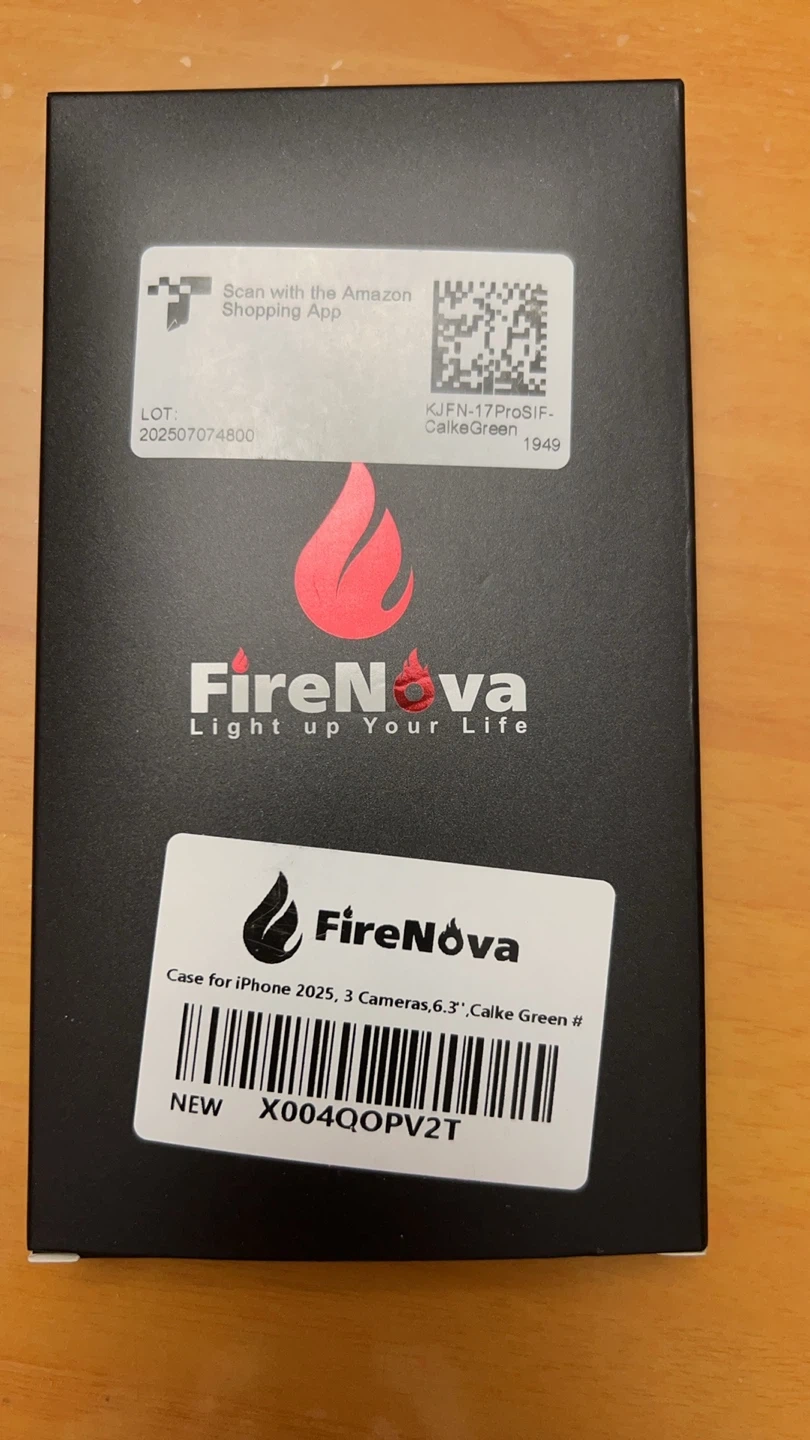 Scan with the Amazon
Shopping App
LOT:
202507074800
KJFN-17ProSIF-
CalkeGreen
1949
FireNova
Light up Your Life
FireNova
Case for iPhone 2025, 3 Cameras,6.3'',Calke Green #
NEW X004QOPV2T